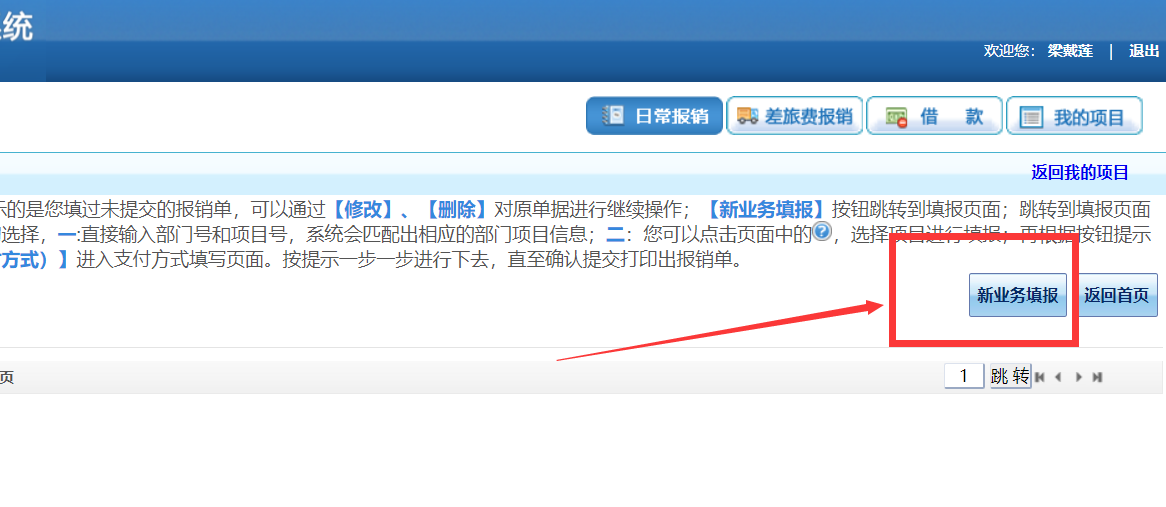 统
欢迎您： 梁戴莲 | 退出
日常报销 差旅费报销 借 款 我的项目
返回我的项目
示的是您填过未提交的报销单，可以通过【修改】、【删除】对原单据进行继续操作；【新业务填报】按钮跳转到填报页面；跳转到填报页面
选择，一:直接输入部门号和项目号，系统会匹配出相应的部门项目信息；二：您可以点击页面中的?，选择项目进行填报；再根据按钮提示
方式）】进入支付方式填写页面。按提示一步一步进行下去，直至确认提交打印出报销单。
新业务填报 返回首页
页 1 跳 转